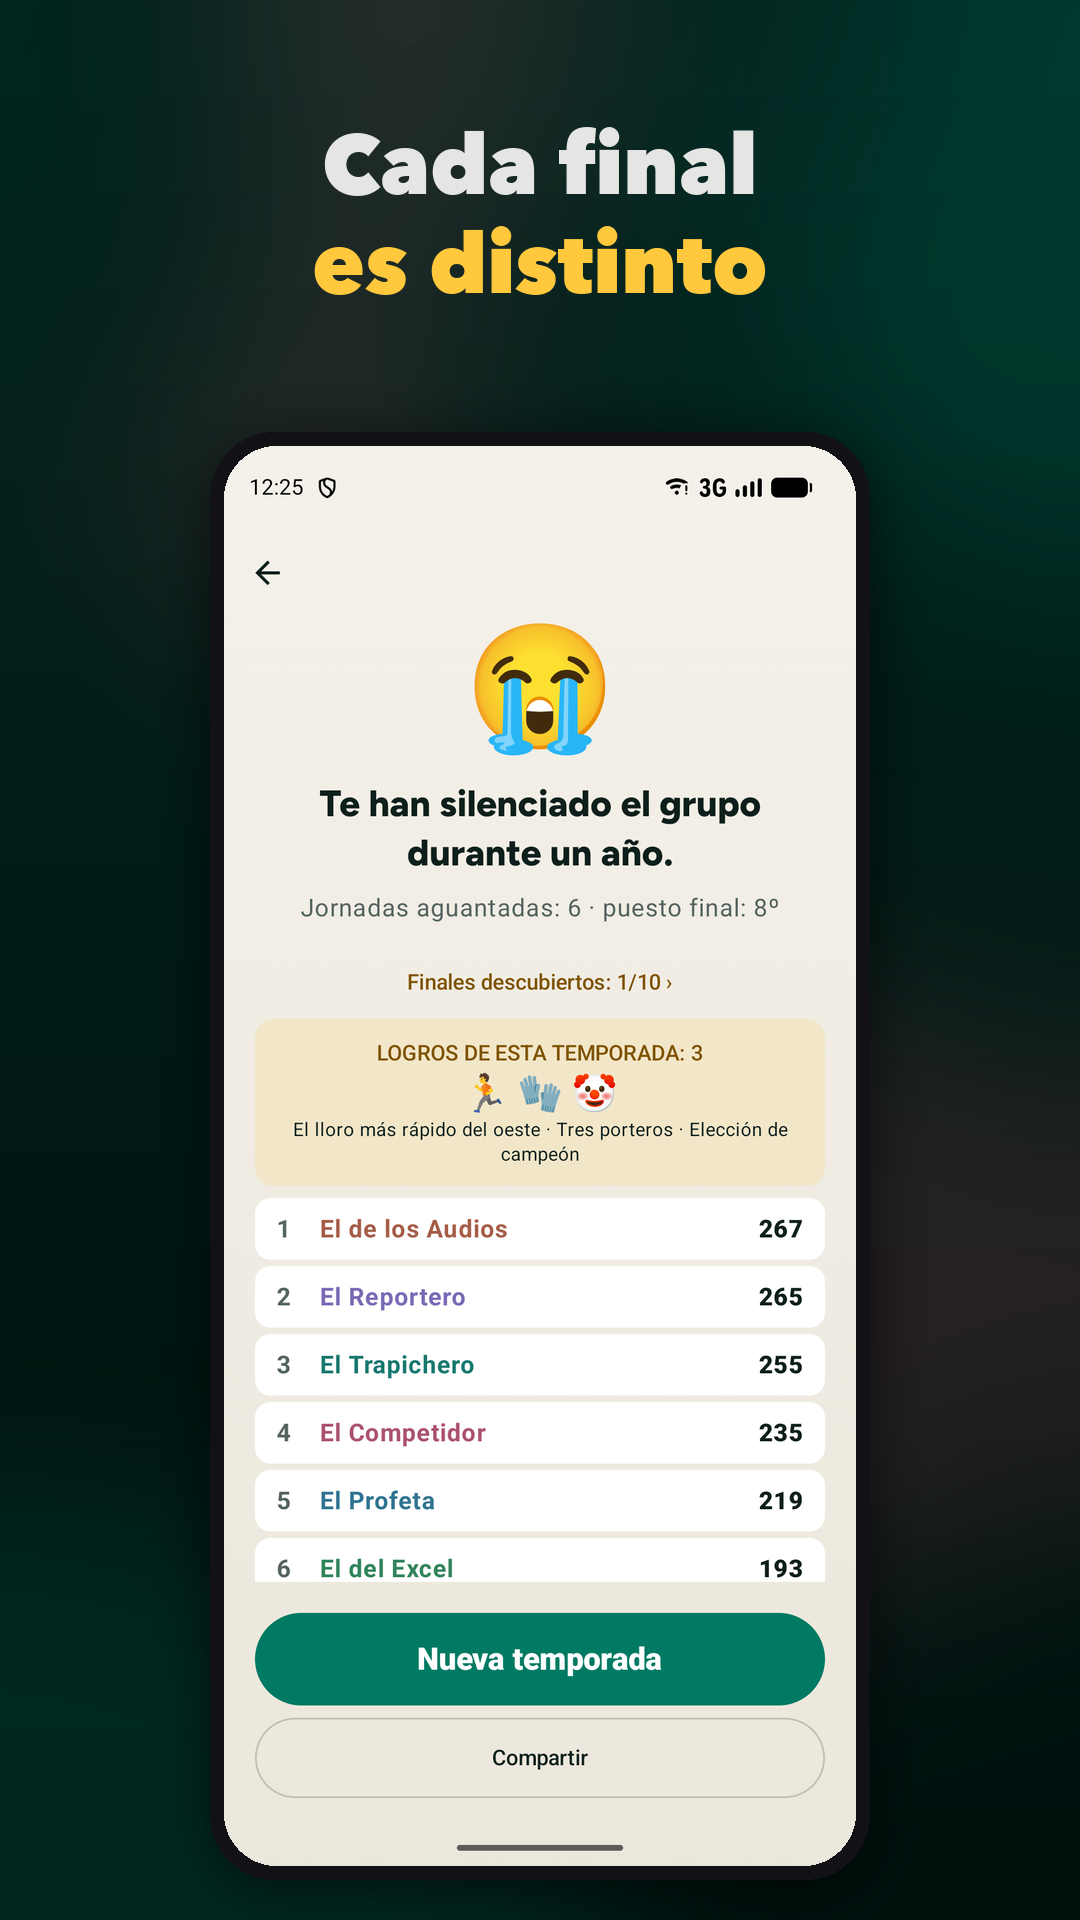 Cada final
es distinto
12:25
3G
Te han silenciado el grupo
durante un año.
Jornadas aguantadas: 6 · puesto final: 8º
Finales descubiertos: 1/10 ›
LOGROS DE ESTA TEMPORADA: 3
El lloro más rápido del oeste · Tres porteros · Elección de
campeón
1 El de los Audios 267
2 El Reportero 265
3 El Trapichero 255
4 El Competidor 235
5 El Profeta 219
6 El del Excel 193
Nueva temporada
Compartir